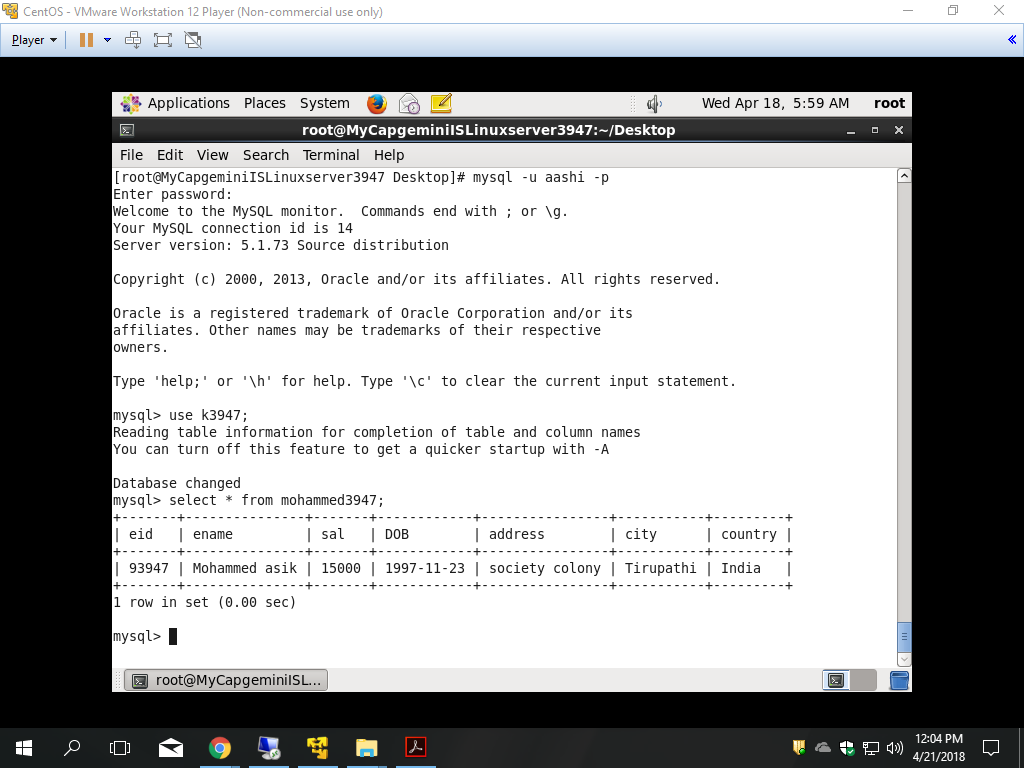 CentOS - VMware Workstation 12 Player (Non-commercial use only)
Player
Applications Places System Wed Apr 18, 5:59 AM root
root@MyCapgeminiISLinuxserver3947:~/Desktop
File Edit View Search Terminal Help
[root@MyCapgeminiISLinuxserver3947 Desktop]# mysql -u aashi -p
Enter password:
Welcome to the MySQL monitor.  Commands end with ; or \g.
Your MySQL connection id is 14
Server version: 5.1.73 Source distribution

Copyright (c) 2000, 2013, Oracle and/or its affiliates. All rights reserved.

Oracle is a registered trademark of Oracle Corporation and/or its
affiliates. Other names may be trademarks of their respective
owners.

Type 'help;' or '\h' for help. Type '\c' to clear the current input statement.

mysql> use k3947;
Reading table information for completion of table and column names
You can turn off this feature to get a quicker startup with -A

Database changed
mysql> select * from mohammed3947;
+-------+---------------+-------+------------+----------------+-----------+---------+
| eid   | ename         | sal   | DOB        | address        | city      | country |
+-------+---------------+-------+------------+----------------+-----------+---------+
| 93947 | Mohammed asik | 15000 | 1997-11-23 | society colony | Tirupathi | India   |
+-------+---------------+-------+------------+----------------+-----------+---------+
1 row in set (0.00 sec)

mysql>
root@MyCapgeminiISL...
12:04 PM
4/21/2018